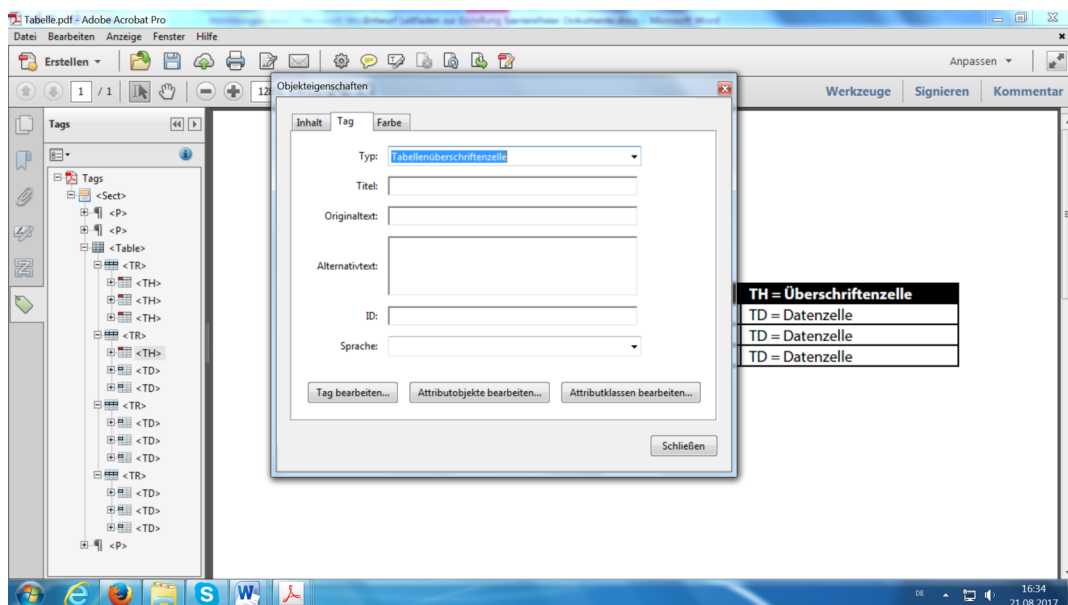 Tabelle.pdf - Adobe Acrobat Pro
Datei Bearbeiten Anzeige Fenster Hilfe
Erstellen
Anpassen
1 / 1
Werkzeuge Signieren Kommentar
Tags
Tags
<Sect>
<P>
<P>
<Table>
<TR>
<TH>
<TH>
<TH>
<TR>
<TH>
<TD>
<TD>
<TR>
<TD>
<TD>
<TD>
<TR>
<TD>
<TD>
<TD>
<P>
Objekteigenschaften
Inhalt Tag Farbe
Typ: Tabellenüberschriftenzelle
Titel:
Originaltext:
Alternativtext:
ID:
Sprache:
Tag bearbeiten... Attributobjekte bearbeiten... Attributklassen bearbeiten...
Schließen
TH = Überschriftenzelle
TD = Datenzelle
TD = Datenzelle
TD = Datenzelle
DE
16:34
21.08.2017